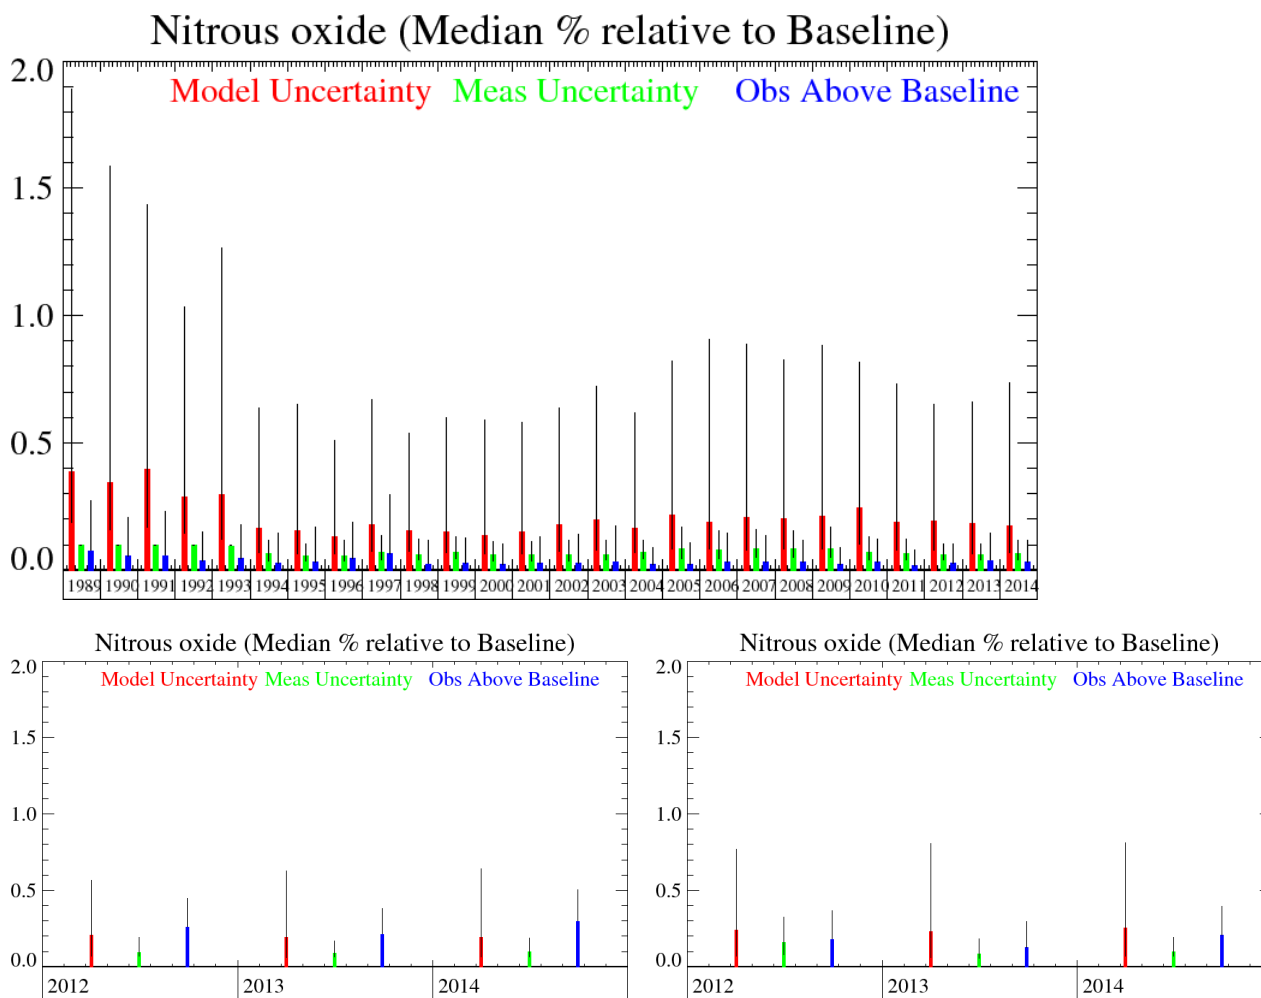 Nitrous oxide (Median % relative to Baseline)
Model Uncertainty Meas Uncertainty Obs Above Baseline
2.0
1.5
1.0
0.5
0.0
1989 1990 1991 1992 1993 1994 1995 1996 1997 1998 1999 2000 2001 2002 2003 2004 2005 2006 2007 2008 2009 2010 2011 2012 2013 2014
Nitrous oxide (Median % relative to Baseline)
Model Uncertainty Meas Uncertainty Obs Above Baseline
2.0
1.5
1.0
0.5
0.0
2012 2013 2014
Nitrous oxide (Median % relative to Baseline)
Model Uncertainty Meas Uncertainty Obs Above Baseline
2.0
1.5
1.0
0.5
0.0
2012 2013 2014